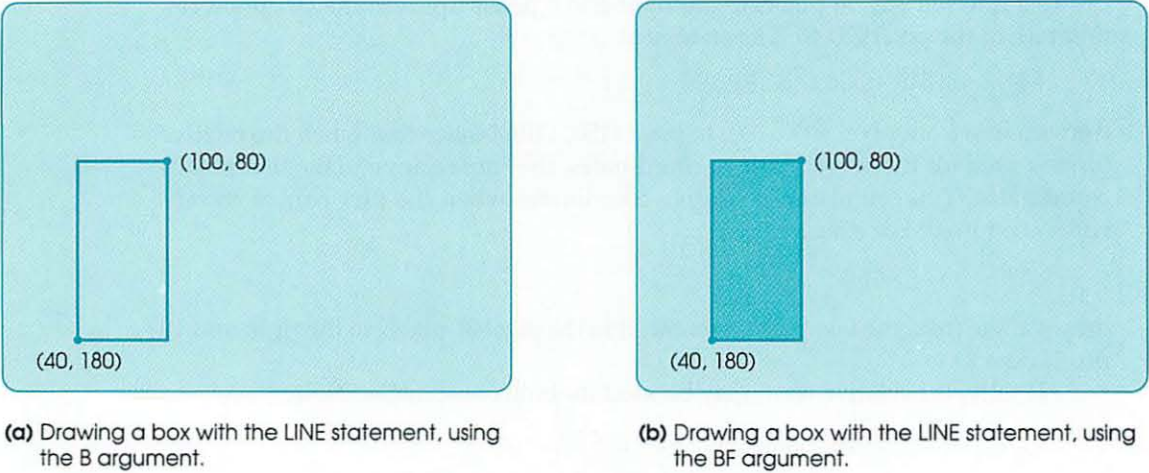 (100, 80)
(40, 180)
(a) Drawing a box with the LINE statement, using
the B argument.
(100, 80)
(40, 180)
(b) Drawing a box with the LINE statement, using
the BF argument.